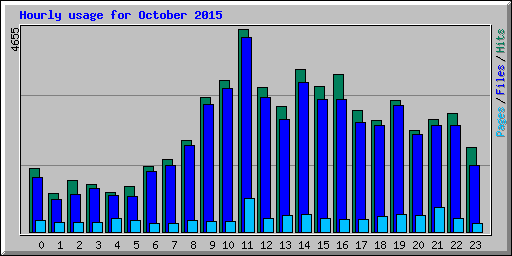 Hourly usage for October 2015
4655
Pages / Files / Hits
0 1 2 3 4 5 6 7 8 9 10 11 12 13 14 15 16 17 18 19 20 21 22 23